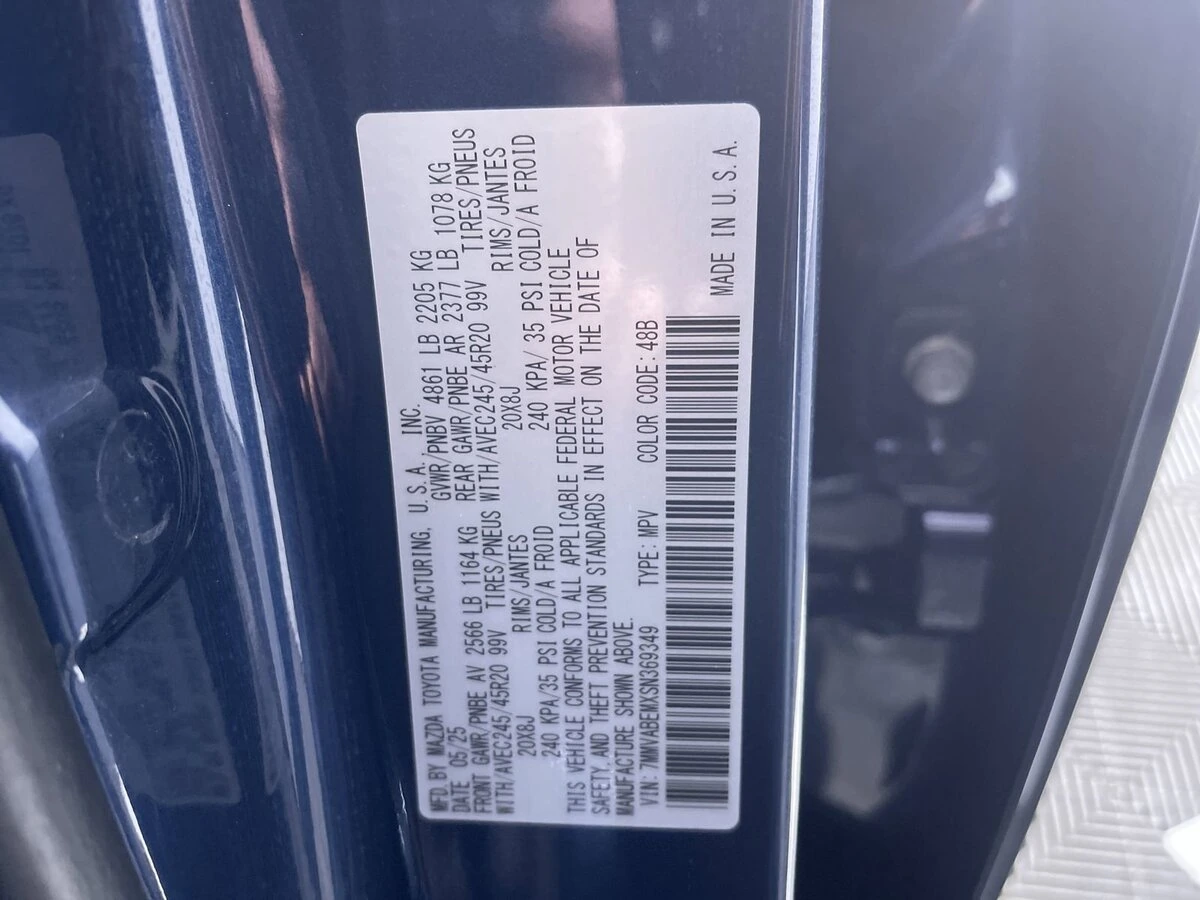 MFD. BY MAZDA TOYOTA MANUFACTURING, U.S.A., INC.
DATE 05/25 GVWR/PNBV 4861 LB 2205 KG
FRONT GAWR/PNBE AV 2566 LB 1164 KG REAR GAWR/PNBE AR 2377 LB 1078 KG
WITH/AVEC245/45R20 99V TIRES/PNEUS WITH/AVEC245/45R20 99V TIRES/PNEUS
20X8J RIMS/JANTES 20X8J RIMS/JANTES
240 KPA/35 PSI COLD/A FROID 240 KPA/ 35 PSI COLD/A FROID
THIS VEHICLE CONFORMS TO ALL APPLICABLE FEDERAL MOTOR VEHICLE
SAFETY, AND THEFT PREVENTION STANDARDS IN EFFECT ON THE DATE OF
MANUFACTURE SHOWN ABOVE.
VIN: 7MMVABEMXSN369349 TYPE: MPV COLOR CODE: 48B
MADE IN U.S.A.